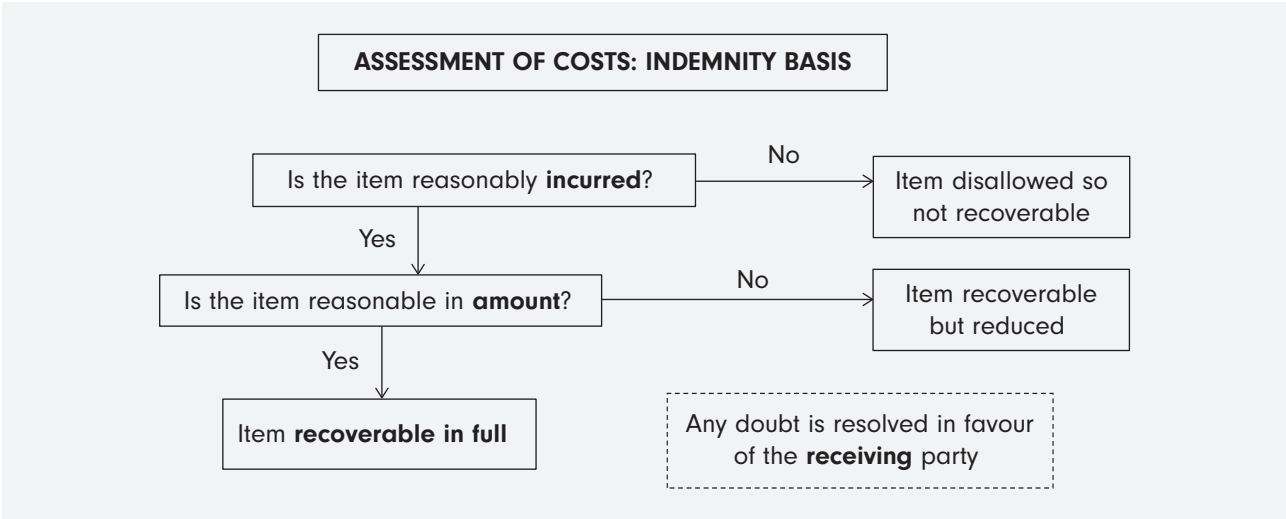 ASSESSMENT OF COSTS: INDEMNITY BASIS
Is the item reasonably incurred?
No
Item disallowed so
not recoverable
Yes
Is the item reasonable in amount?
No
Item recoverable
but reduced
Yes
Item recoverable in full
Any doubt is resolved in favour
of the receiving party